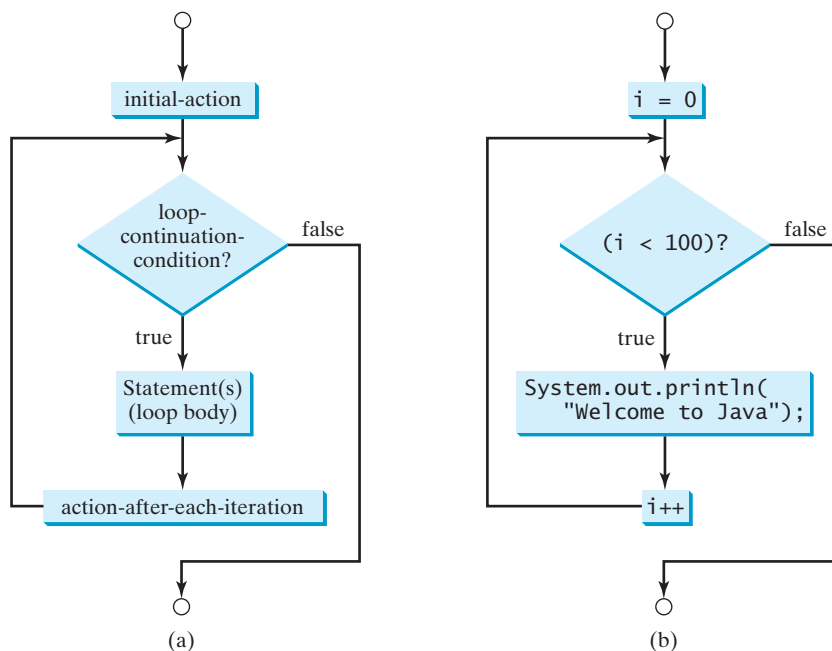 initial-action
loop-
continuation-
condition?
false
true
Statement(s)
(loop body)
action-after-each-iteration
(a)
i = 0
(i < 100)?
false
true
System.out.println(
"Welcome to Java");
i++
(b)